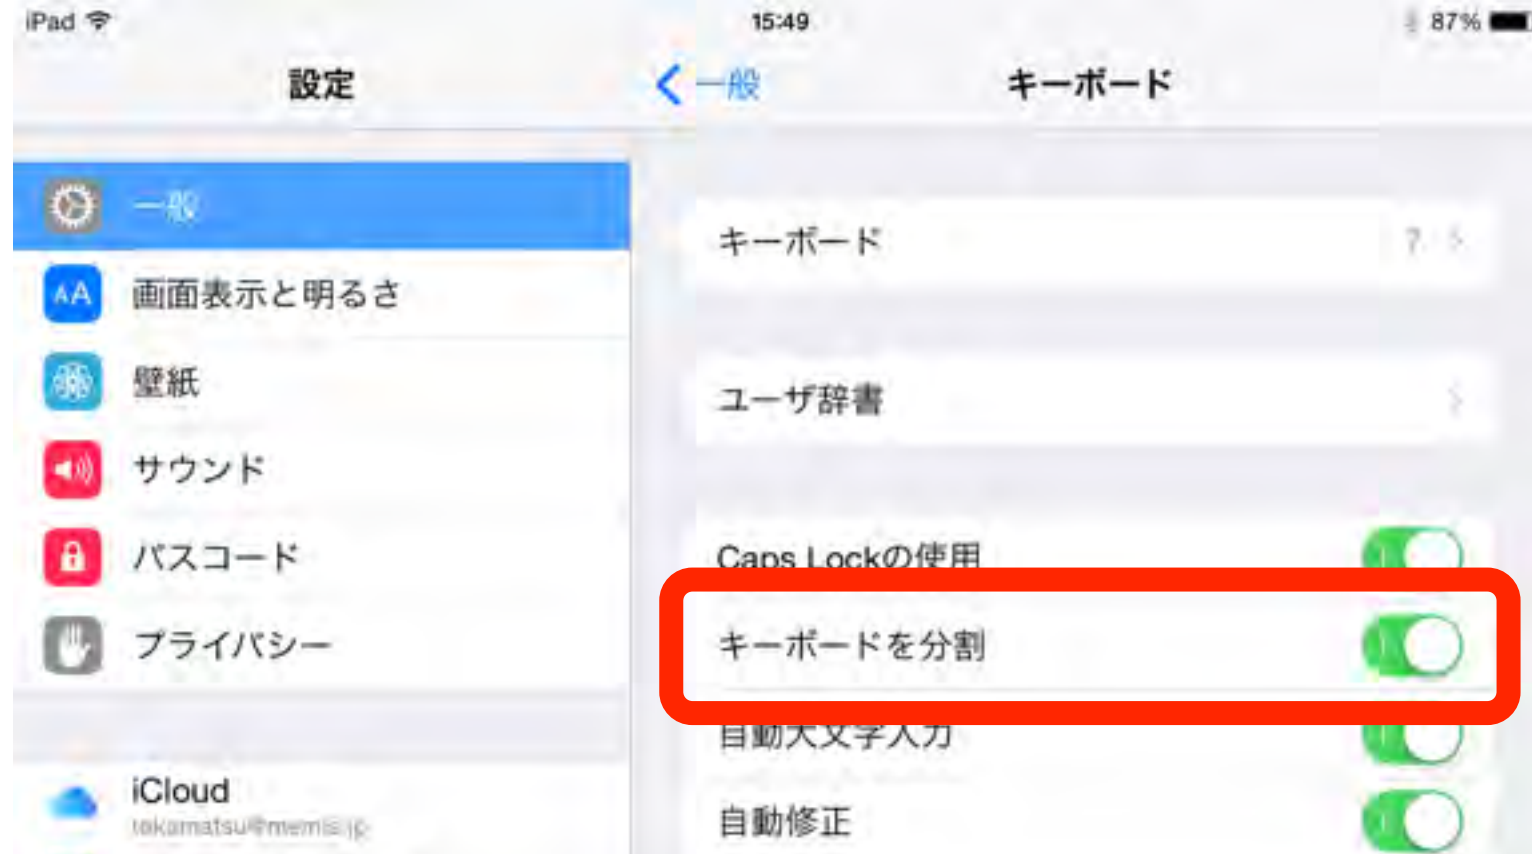 iPad
15:49
87%
設定
一般
キーボード
一般
画面表示と明るさ
壁紙
サウンド
パスコード
プライバシー
iCloud
キーボード
7
ユーザ辞書
Caps Lockの使用
キーボードを分割
自動大文字入力
自動修正